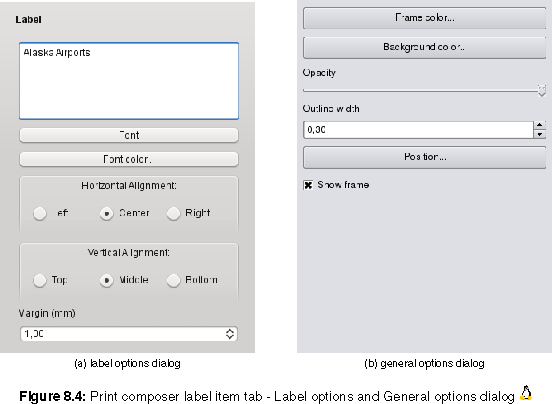 Label
Alaska Airports
Font
Font color..
Horizontal Alignment:
Left
Center
Right
Vertical Alignment:
Top
Middle
Bottom
Margin (mm)
1,00
(a) label options dialog
Frame color...
Background color..
Opacity
Outline width
0,30
Position...
Show frame
(b) general options dialog
Figure 8.4: Print composer label item tab - Label options and General options dialog